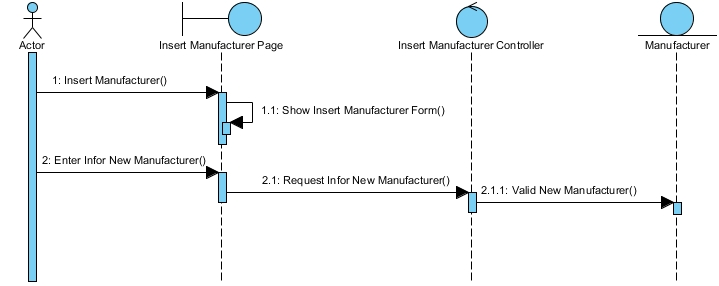 Actor
Insert Manufacturer Page
Insert Manufacturer Controller
Manufacturer
1: Insert Manufacturer()
1.1: Show Insert Manufacturer Form()
2: Enter Infor New Manufacturer()
2.1: Request Infor New Manufacturer()
2.1.1: Valid New Manufacturer()